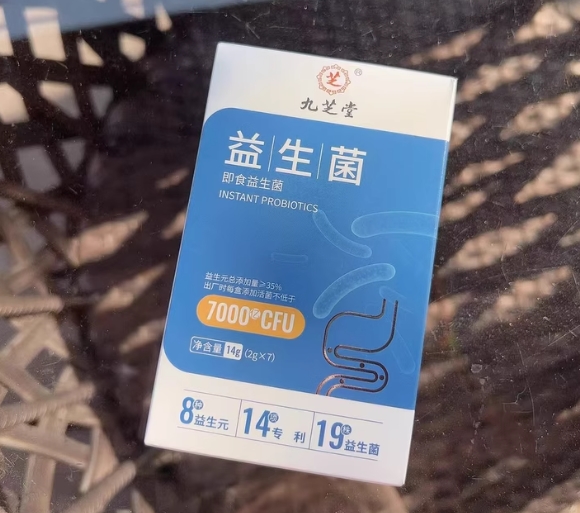 芝
®
九芝堂
益生菌
即食益生菌
INSTANT PROBIOTICS
益生元总添加量≥35%
出厂时每盒添加活菌不低于
7000亿CFU
净含量 14g (2g×7)
8种益生元 14项专利 19株益生菌